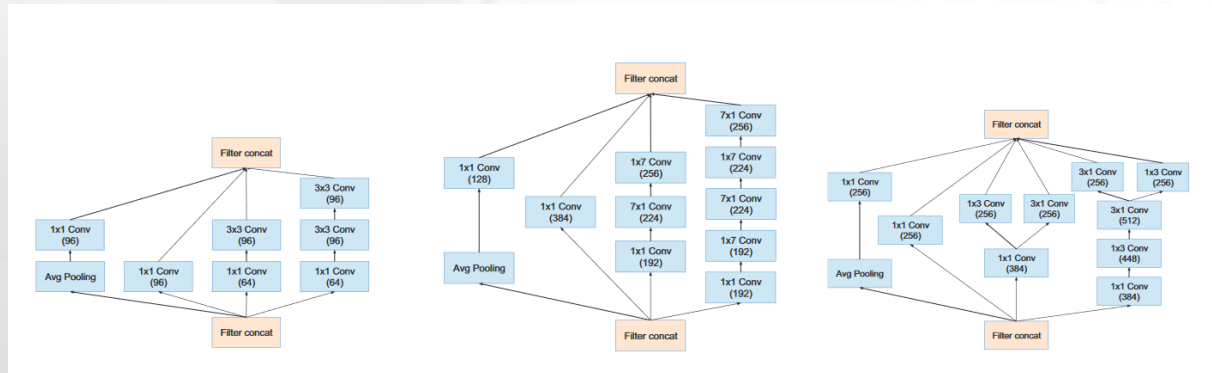 Filter concat
3x3 Conv
(96)
1x1 Conv
(96)
3x3 Conv
(96)
3x3 Conv
(96)
Avg Pooling
1x1 Conv
(96)
1x1 Conv
(64)
1x1 Conv
(64)
Filter concat
Filter concat
7x1 Conv
(256)
1x1 Conv
(128)
1x7 Conv
(256)
1x7 Conv
(224)
1x1 Conv
(384)
7x1 Conv
(224)
7x1 Conv
(224)
Avg Pooling
1x1 Conv
(192)
1x7 Conv
(192)
1x1 Conv
(192)
Filter concat
Filter concat
1x1 Conv
(256)
3x1 Conv
(256)
1x3 Conv
(256)
1x3 Conv
(256)
3x1 Conv
(256)
3x1 Conv
(512)
1x1 Conv
(256)
1x3 Conv
(448)
Avg Pooling
1x1 Conv
(384)
1x1 Conv
(384)
Filter concat